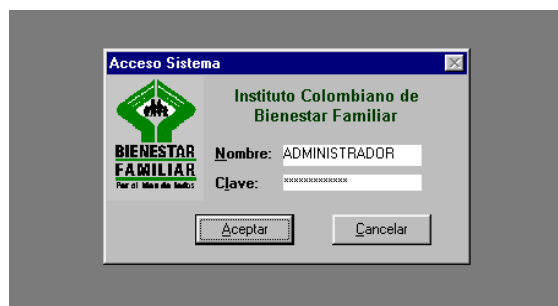 Acceso Sistema
Instituto Colombiano de
Bienestar Familiar
BIENESTAR
FAMILIAR
Nombre: ADMINISTRADOR
Clave: *************
Aceptar
Cancelar